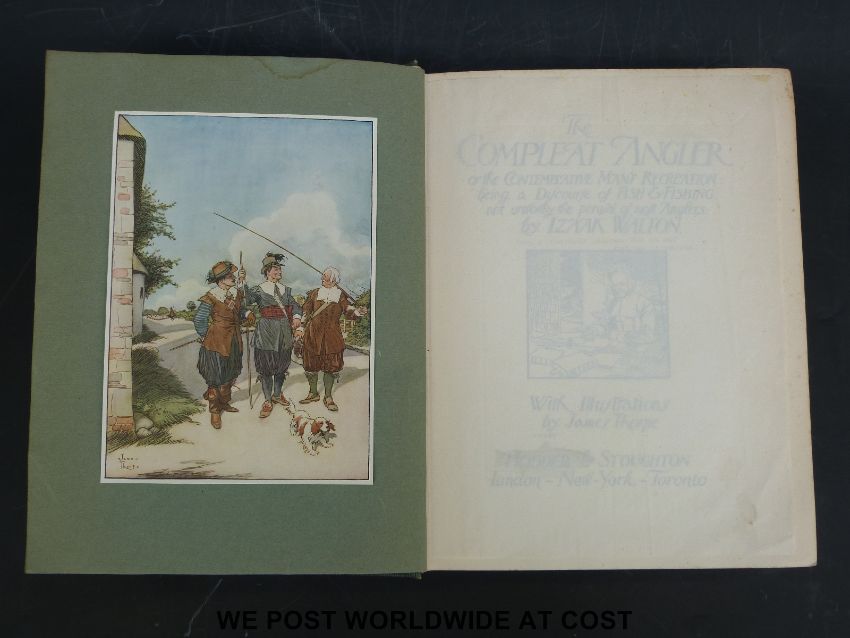 The
COMPLEAT ANGLER
or the CONTEMPLATIVE MAN'S RECREATION
being a Discourse of FISH & FISHING
not unworthy the perusal of most Anglers
by IZAAK WALTON
With Illustrations
by James Thorpe
HODDER & STOUGHTON
London - New-York - Toronto
James
Thorpe
WE POST WORLDWIDE AT COST